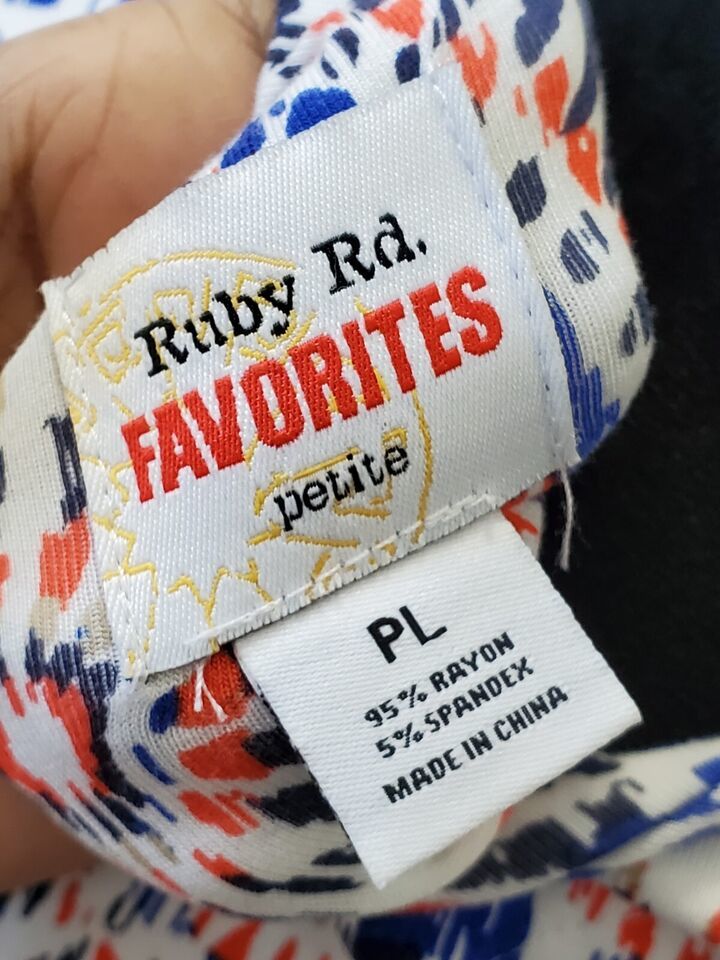 Ruby Rd.
FAVORITES
petite
PL
95% RAYON
5% SPANDEX
MADE IN CHINA